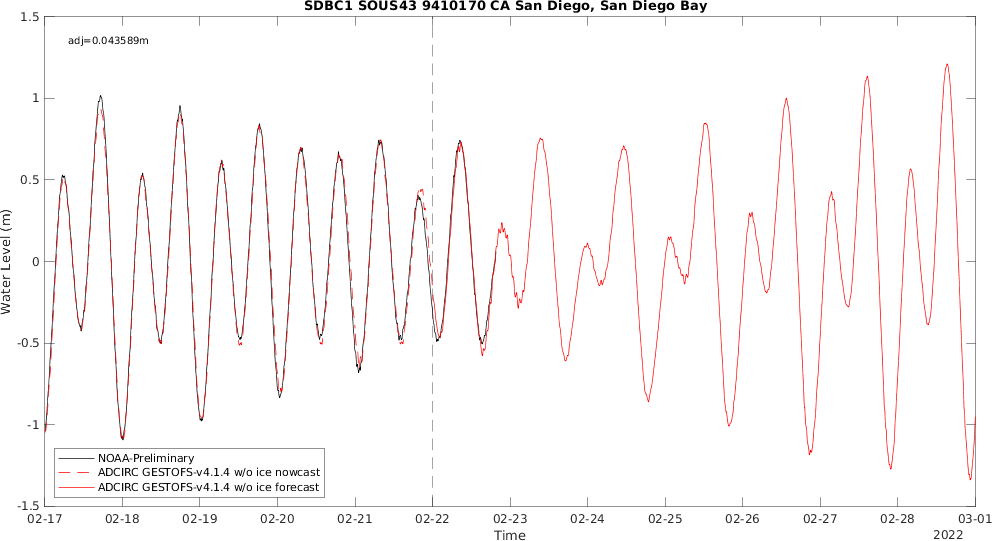 SDBC1 SOUS43 9410170 CA San Diego, San Diego Bay
adj=0.043589m
1.5
1
0.5
0
-0.5
-1
-1.5
Water Level (m)
NOAA-Preliminary
ADCIRC GESTOFS-v4.1.4 w/o ice nowcast
ADCIRC GESTOFS-v4.1.4 w/o ice forecast
02-17 02-18 02-19 02-20 02-21 02-22 02-23 02-24 02-25 02-26 02-27 02-28 03-01
Time
2022